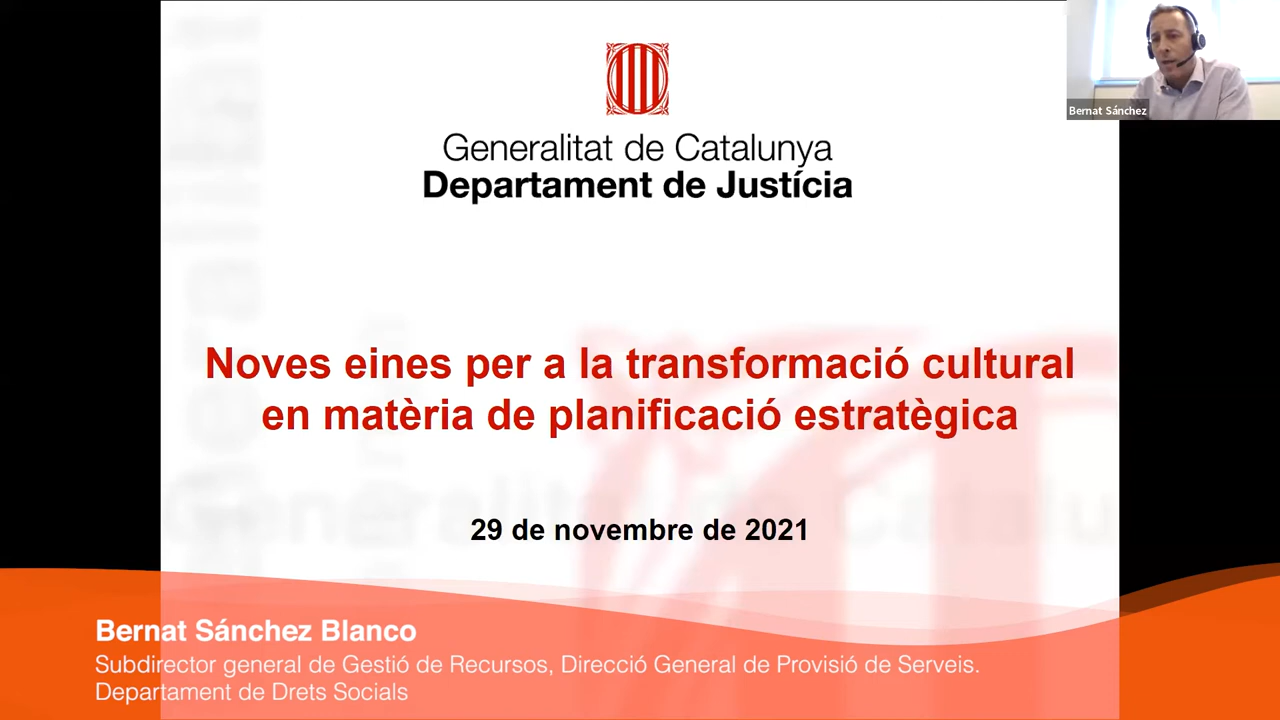 Generalitat de Catalunya
Departament de Justícia
Bernat Sánchez
Noves eines per a la transformació cultural
en matèria de planificació estratègica
29 de novembre de 2021
Bernat Sánchez Blanco
Subdirector general de Gestió de Recursos, Direcció General de Provisió de Serveis.
Departament de Drets Socials